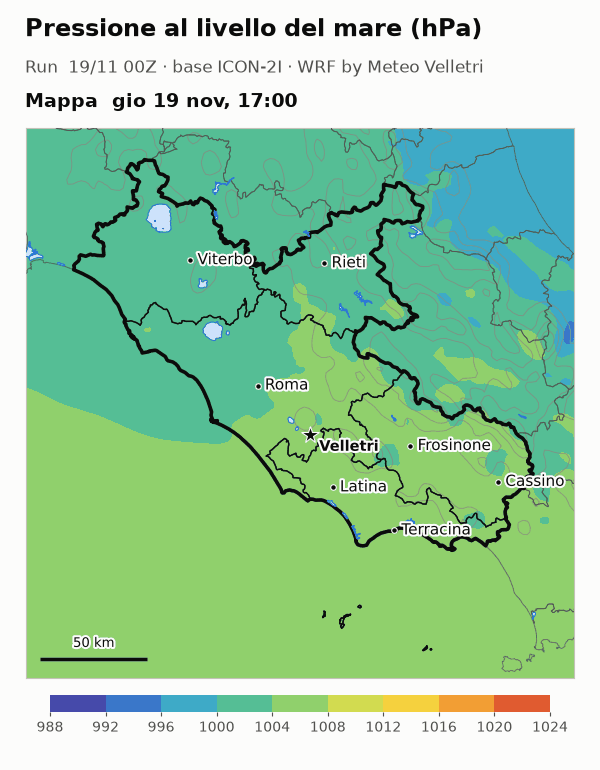 Pressione al livello del mare (hPa)
Run  19/11 00Z · base ICON-2I · WRF by Meteo Velletri
Mappa  gio 19 nov, 17:00
Viterbo
Rieti
Roma
Velletri
Frosinone
Latina
Cassino
Terracina
50 km
988 992 996 1000 1004 1008 1012 1016 1020 1024